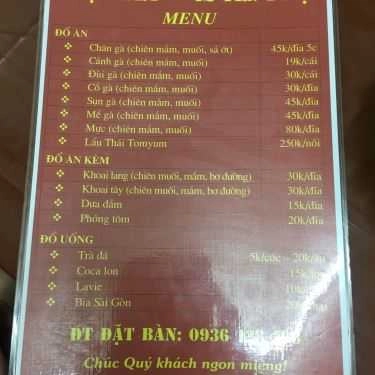 MENU
ĐỒ ĂN
Chân gà (chiên mắm, muối, sả ớt) 45k/đĩa 5c
Cánh gà (chiên mắm, muối) 19k/cái
Đùi gà (chiên mắm, muối) 30k/cái
Cổ gà (chiên mắm, muối) 30k/đĩa
Sụn gà (chiên mắm, muối) 45k/đĩa
Mề gà (chiên mắm, muối) 45k/đĩa
Mực (chiên mắm, muối) 80k/đĩa
Lẩu Thái Tomyum 250k/nồi
ĐỒ ĂN KÈM
Khoai lang (chiên muối, mắm, bơ đường) 30k/đĩa
Khoai tây (chiên muối, mắm, bơ đường) 30k/đĩa
Dưa dầm 15k/đĩa
Phồng tôm 20k/đĩa
ĐỒ UỐNG
Trà đá 5k/cốc – 20k/
Coca lon
Lavie
Bia Sài Gòn
ĐT ĐẶT BÀN: 0936
Chúc Quý khách ngon miệng!